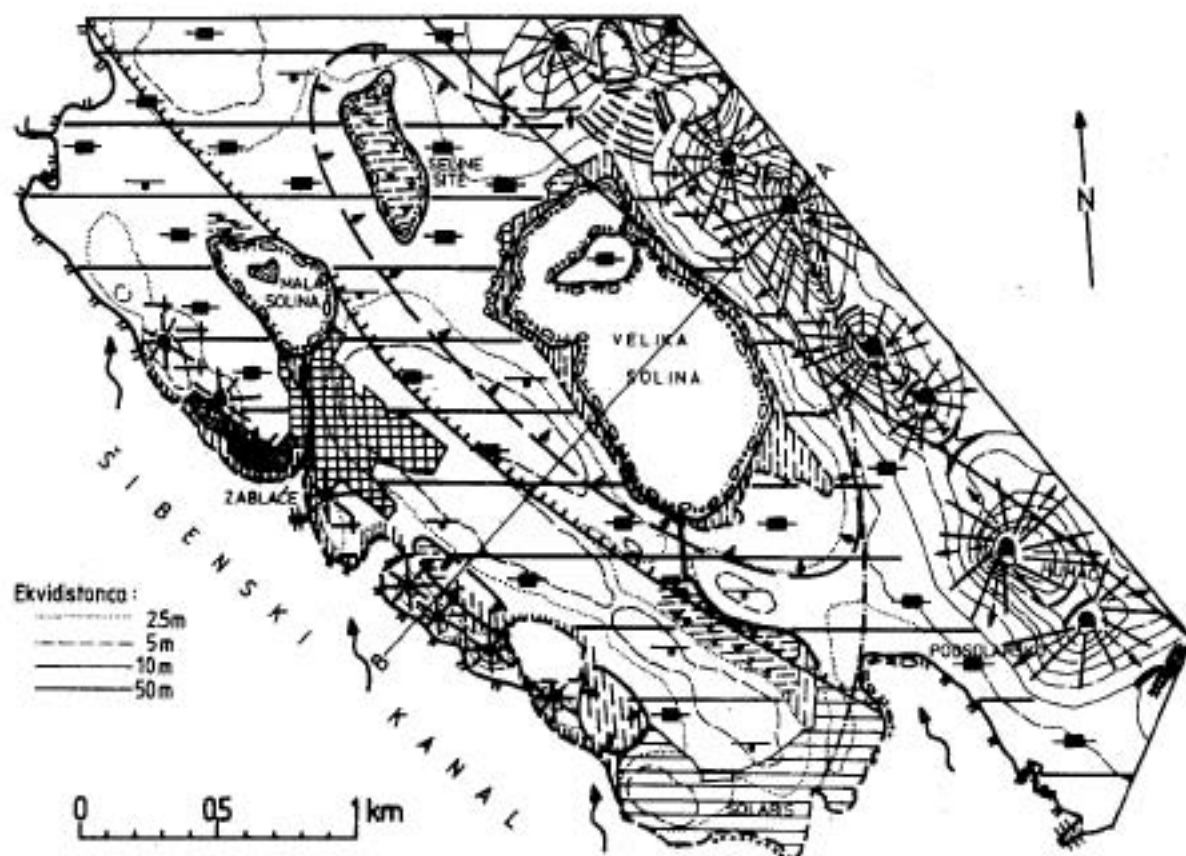 SELINE
SITE
A
N
MALA
SOLINA
VELIKA
SOLINA
ŠIBENSKI KANAL
ZABLAĆE
Ekvidistanca:
2.5m
5m
10m
50m
B
PODSOLARSKO
SOLARIS
0 0.5 1 km